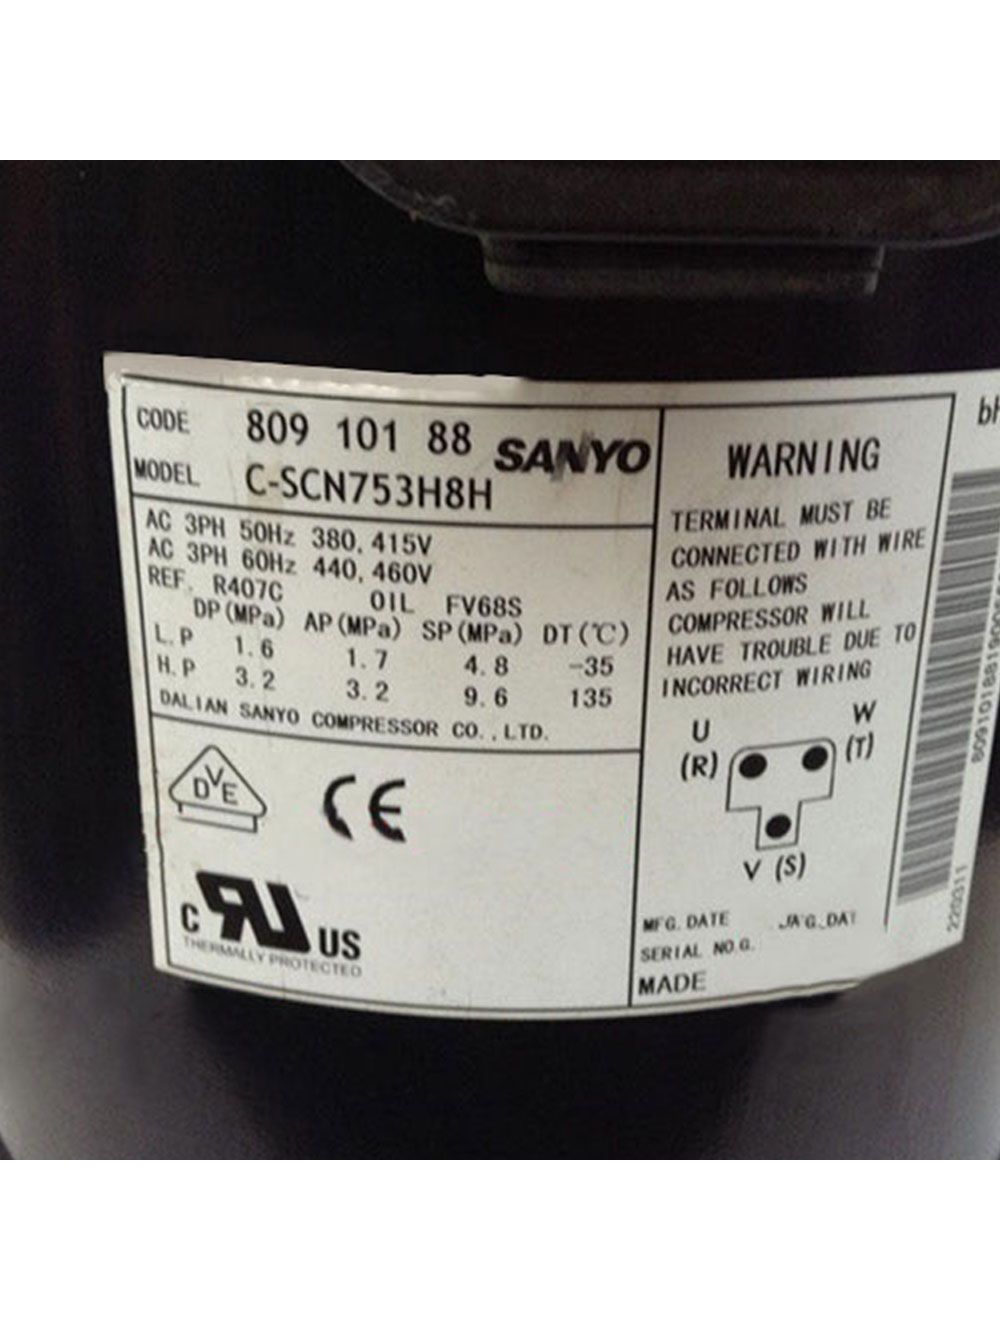 CODE 809 101 88
MODEL C-SCN753H8H SANYO
AC 3PH 50Hz 380, 415V
AC 3PH 60Hz 440, 460V
REF. R407C OIL FV68S
DP(MPa) AP(MPa) SP(MPa) DT(℃)
L.P 1.6 1.7 4.8 -35
H.P 3.2 3.2 9.6 135
DALIAN SANYO COMPRESSOR CO.,LTD.
DVE
CE
C RU US
THERMALLY PROTECTED
WARNING
TERMINAL MUST BE
CONNECTED WITH WIRE
AS FOLLOWS
COMPRESSOR WILL
HAVE TROUBLE DUE TO
INCORRECT WIRING
U W
(R) (T)
V (S)
MFG. DATE
SERIAL NO.G.
MADE
220311